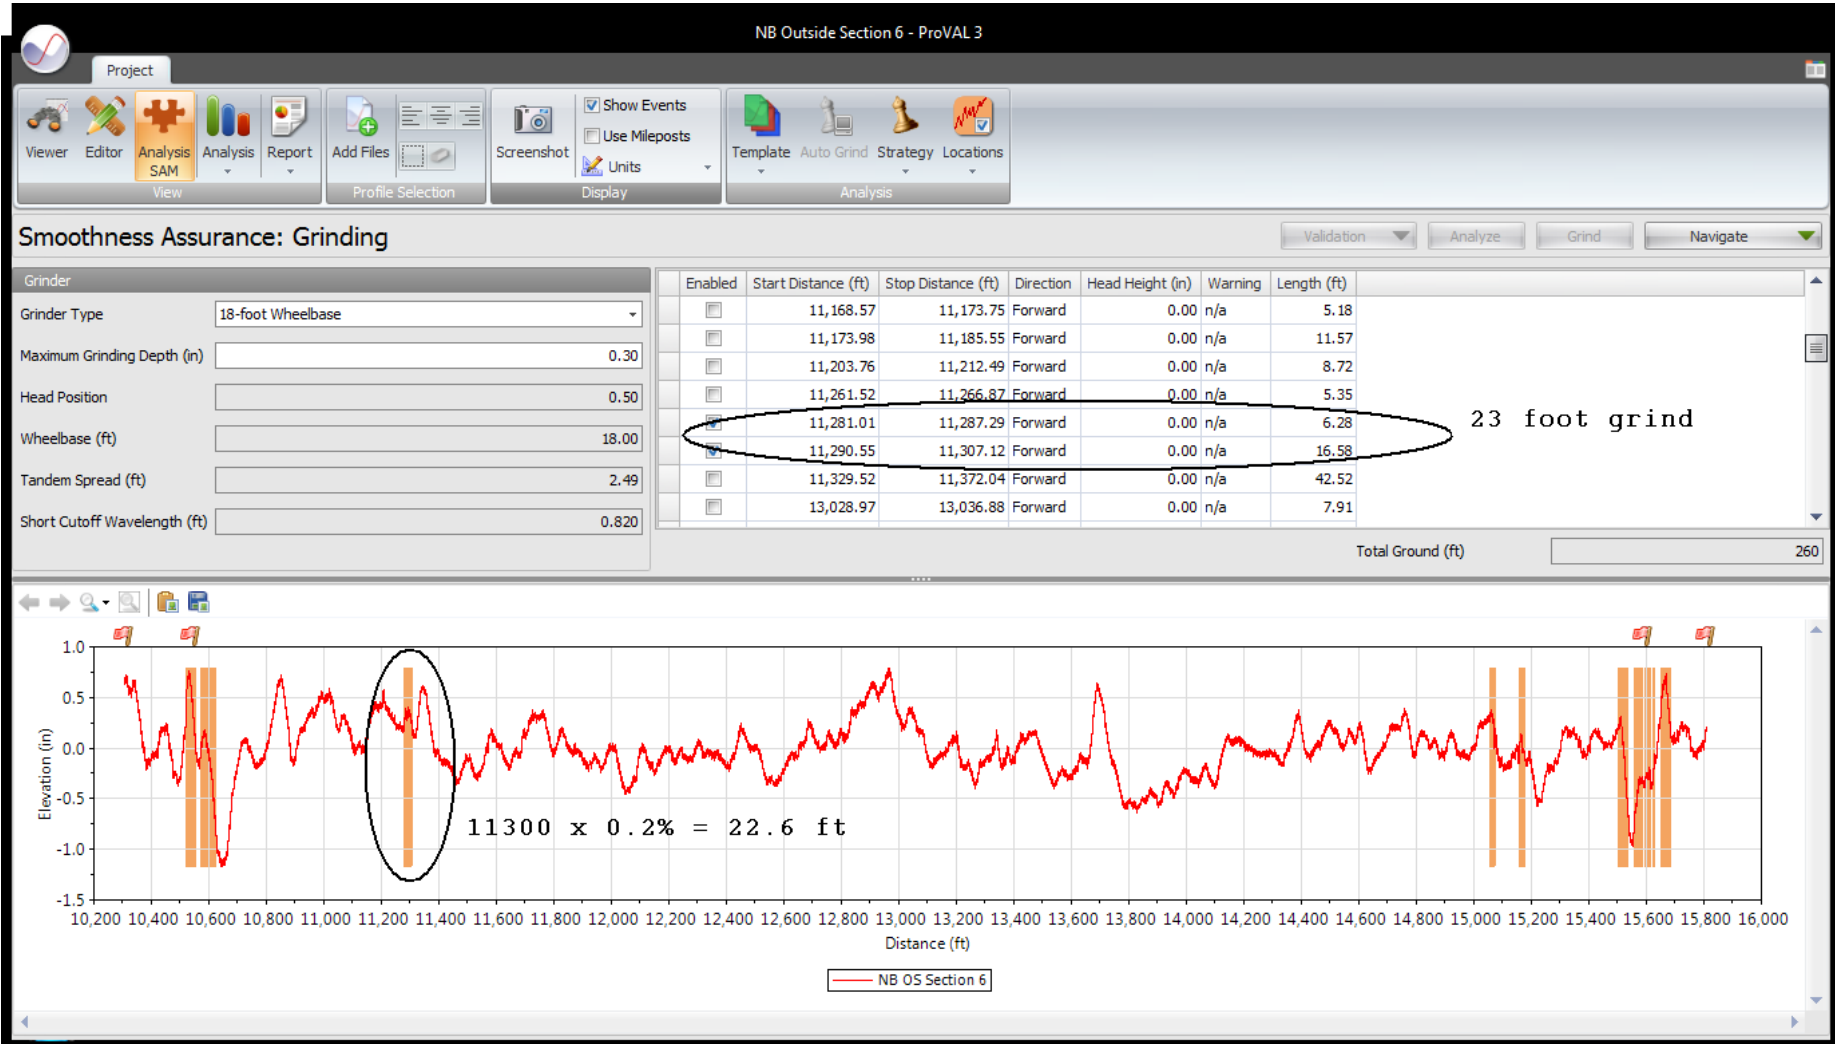 NB Outside Section 6 - ProVAL 3
Project
Viewer
Editor
Analysis SAM
Analysis
Report
View
Add Files
Profile Selection
Screenshot
Show Events
Use Mileposts
Units
Display
Template
Auto Grind
Strategy
Locations
Analysis
Smoothness Assurance: Grinding
Validation
Analyze
Grind
Navigate
Grinder
Grinder Type 18-foot Wheelbase
Maximum Grinding Depth (in) 0.30
Head Position 0.50
Wheelbase (ft) 18.00
Tandem Spread (ft) 2.49
Short Cutoff Wavelength (ft) 0.820
Enabled Start Distance (ft) Stop Distance (ft) Direction Head Height (in) Warning Length (ft)
11,168.57 11,173.75 Forward 0.00 n/a 5.18
11,173.98 11,185.55 Forward 0.00 n/a 11.57
11,203.76 11,212.49 Forward 0.00 n/a 8.72
11,261.52 11,266.87 Forward 0.00 n/a 5.35
11,281.01 11,287.29 Forward 0.00 n/a 6.28
11,290.55 11,307.12 Forward 0.00 n/a 16.58
11,329.52 11,372.04 Forward 0.00 n/a 42.52
13,028.97 13,036.88 Forward 0.00 n/a 7.91
23 foot grind
Total Ground (ft) 260
Elevation (in)
1.0
0.5
0.0
-0.5
-1.0
-1.5
11300 x 0.2% = 22.6 ft
10,200 10,400 10,600 10,800 11,000 11,200 11,400 11,600 11,800 12,000 12,200 12,400 12,600 12,800 13,000 13,200 13,400 13,600 13,800 14,000 14,200 14,400 14,600 14,800 15,000 15,200 15,400 15,600 15,800 16,000
Distance (ft)
NB OS Section 6